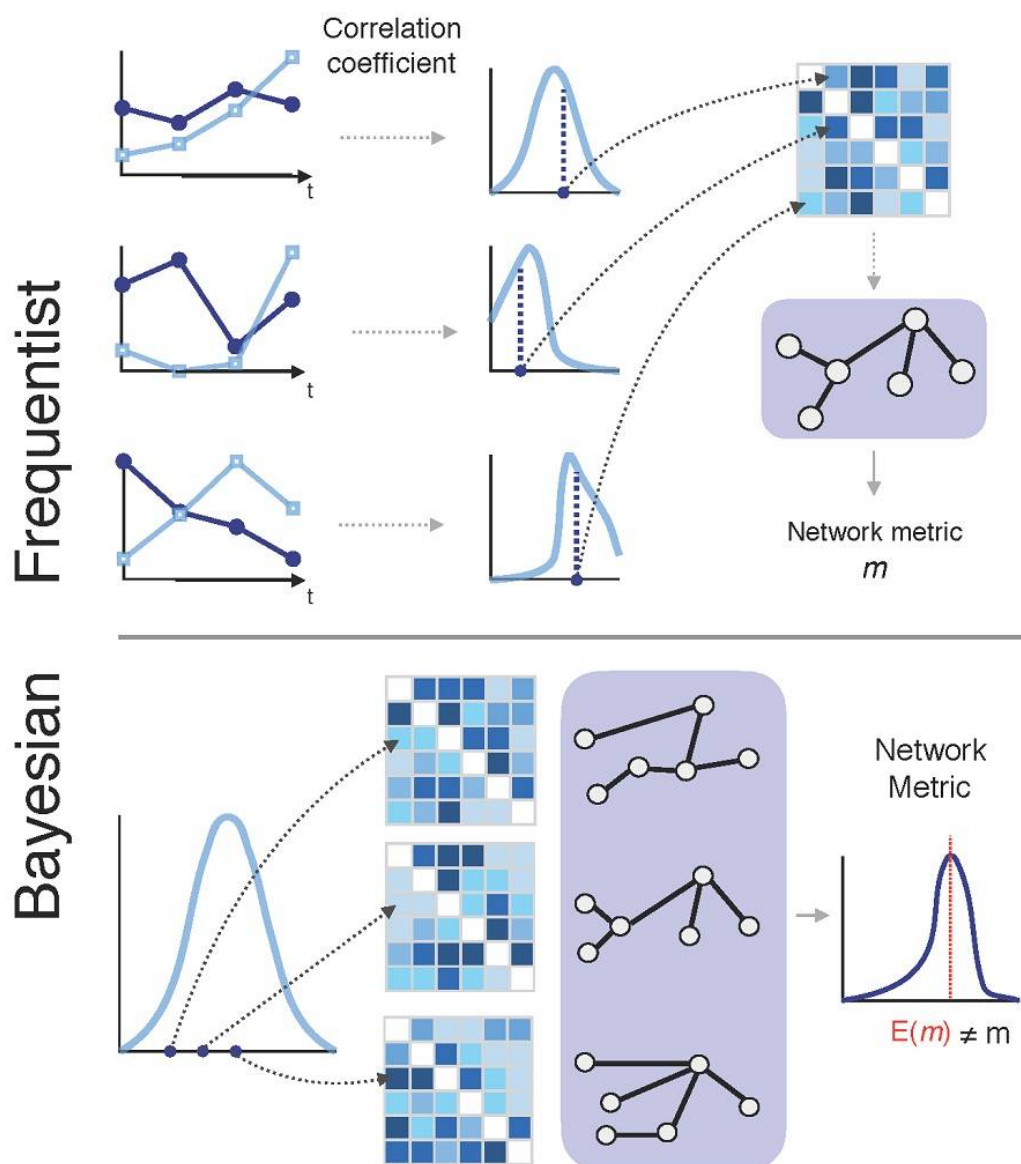 Correlation
coefficient
t
t
t
Frequentist
Network metric
m
Bayesian
Network
Metric
E(m) ≠ m